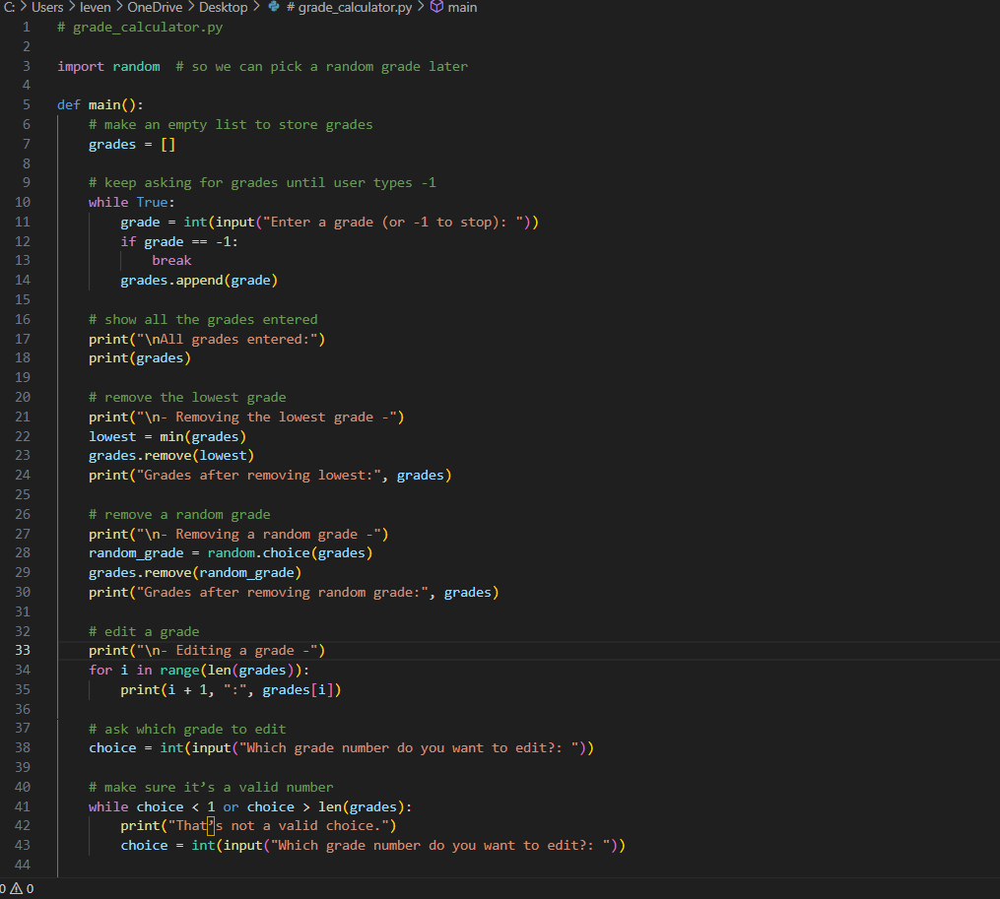 C: > Users > leven > OneDrive > Desktop > # grade_calculator.py > main
1 # grade_calculator.py
2
3 import random  # so we can pick a random grade later
4
5 def main():
6     # make an empty list to store grades
7     grades = []
8
9     # keep asking for grades until user types -1
10     while True:
11         grade = int(input("Enter a grade (or -1 to stop): "))
12         if grade == -1:
13             break
14         grades.append(grade)
15
16     # show all the grades entered
17     print("\nAll grades entered:")
18     print(grades)
19
20     # remove the lowest grade
21     print("\n- Removing the lowest grade -")
22     lowest = min(grades)
23     grades.remove(lowest)
24     print("Grades after removing lowest:", grades)
25
26     # remove a random grade
27     print("\n- Removing a random grade -")
28     random_grade = random.choice(grades)
29     grades.remove(random_grade)
30     print("Grades after removing random grade:", grades)
31
32     # edit a grade
33     print("\n- Editing a grade -")
34     for i in range(len(grades)):
35         print(i + 1, ":", grades[i])
36
37     # ask which grade to edit
38     choice = int(input("Which grade number do you want to edit?: "))
39
40     # make sure it’s a valid number
41     while choice < 1 or choice > len(grades):
42         print("That’s not a valid choice.")
43         choice = int(input("Which grade number do you want to edit?: "))
44
0 ⚠ 0